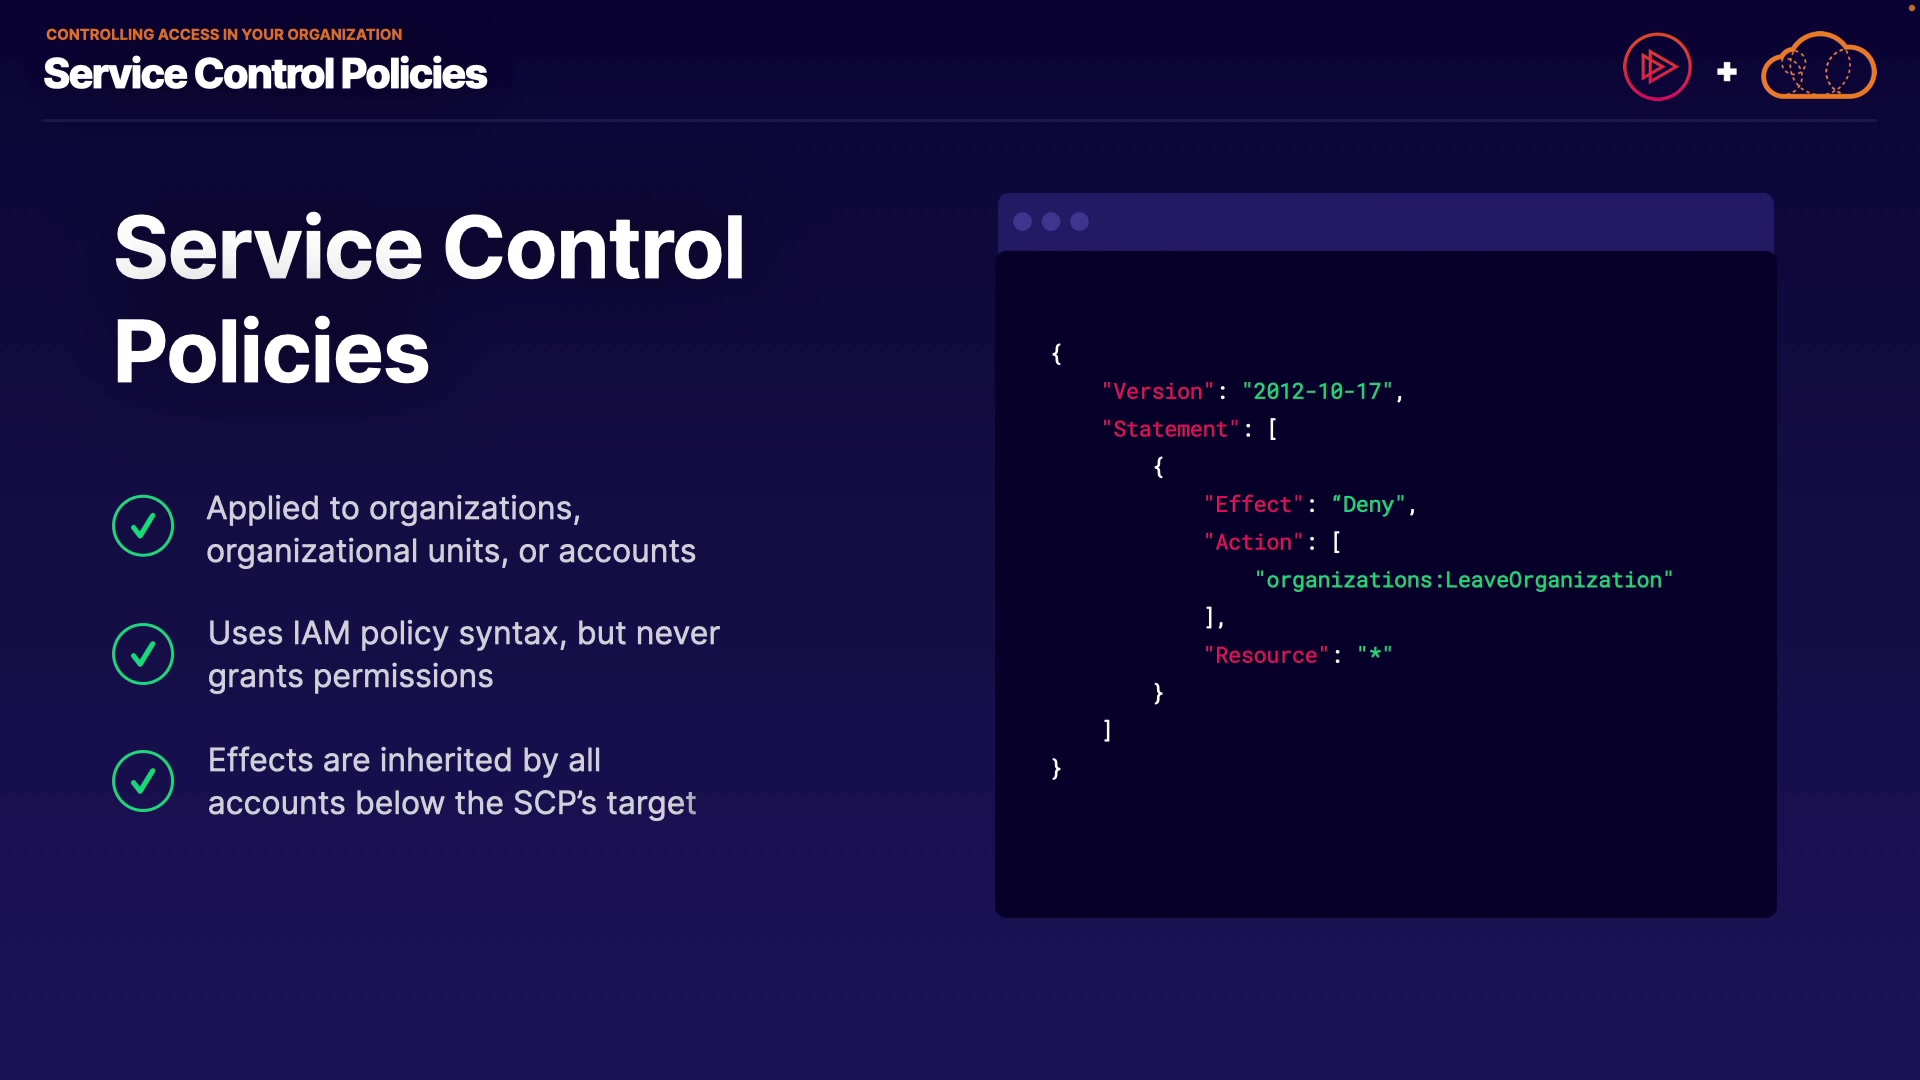 CONTROLLING ACCESS IN YOUR ORGANIZATION
Service Control Policies
Service Control
Policies
Applied to organizations,
organizational units, or accounts
Uses IAM policy syntax, but never
grants permissions
Effects are inherited by all
accounts below the SCP’s target
{
"Version": "2012-10-17",
"Statement": [
{
"Effect": “Deny",
"Action": [
"organizations:LeaveOrganization"
],
"Resource": "*"
}
]
}